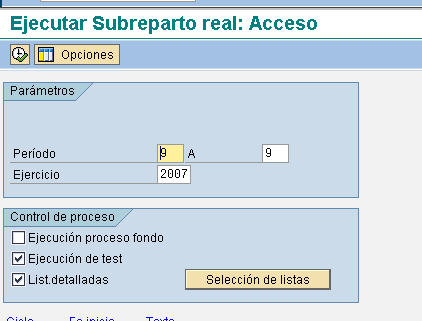 Ejecutar Subreparto real: Acceso
Opciones
Parámetros
Período 9 A 9
Ejercicio 2007
Control de proceso
Ejecución proceso fondo
Ejecución de test
List.detalladas Selección de listas
Ciclo Fe.inicio Texto